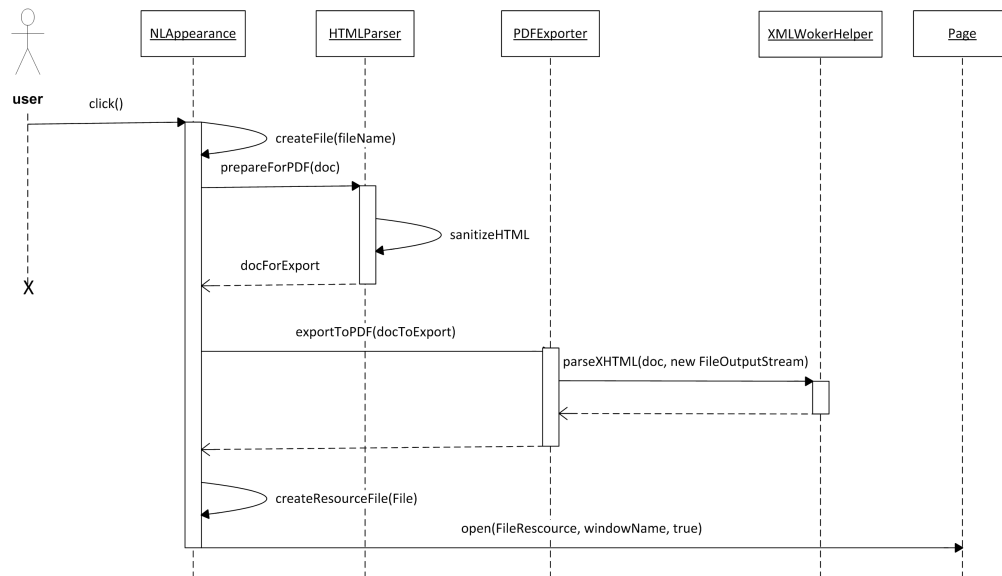 NLAppearance
HTMLParser
PDFExporter
XMLWokerHelper
Page
user
click()
createFile(fileName)
prepareForPDF(doc)
sanitizeHTML
docForExport
X
exportToPDF(docToExport)
parseXHTML(doc, new FileOutputStream)
createResourceFile(File)
open(FileRescource, windowName, true)